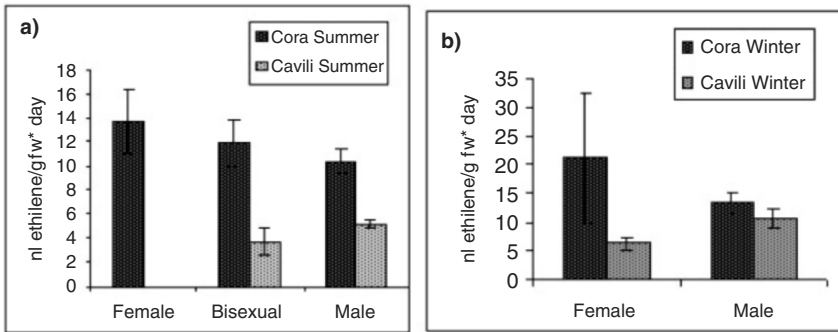 a)
Cora Summer
Cavili Summer
nl ethilene/gfw* day
18
16
14
12
10
8
6
4
2
0
Female Bisexual Male
b)
Cora Winter
Cavili Winter
nl ethilene/g fw* day
35
30
25
20
15
10
5
0
Female Male